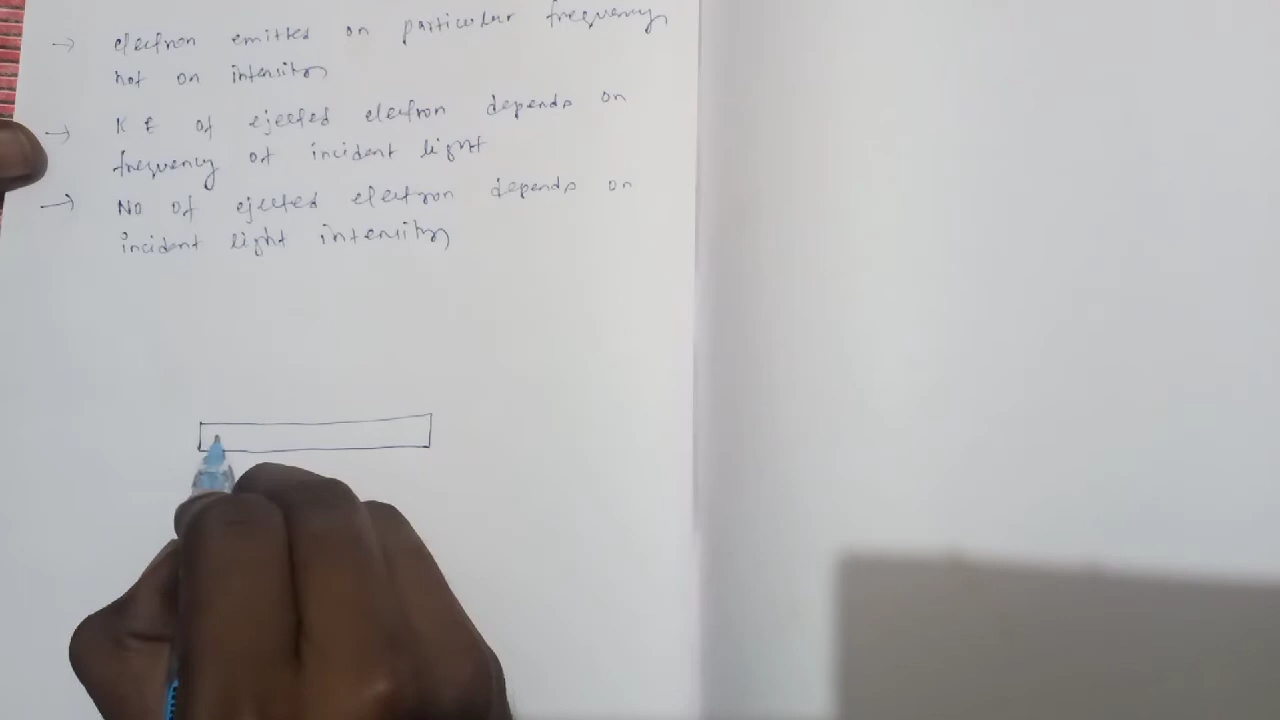 → electron emitted on particular frequency
not on intensity
→ K E of ejected electron depends on
frequency of incident light
→ No of ejected electron depends on
incident light intensity